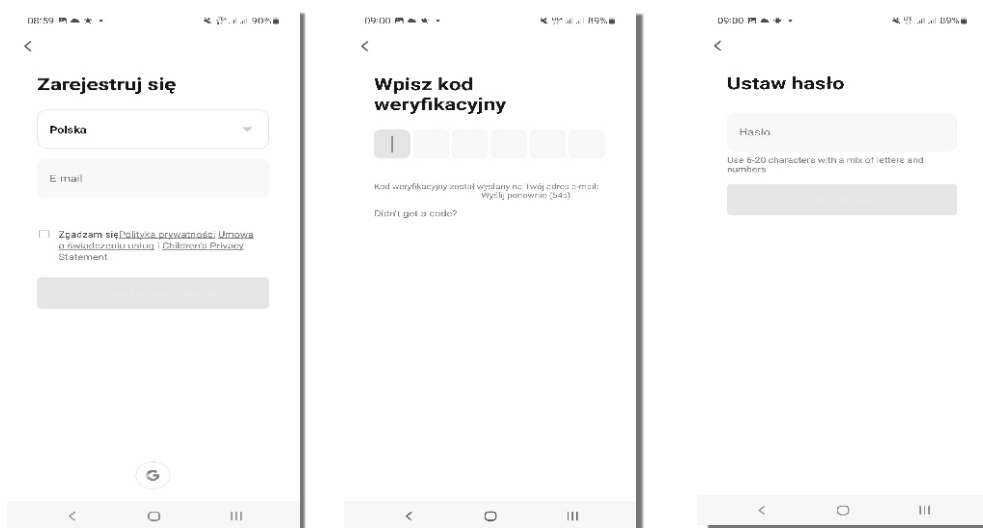 08:59
90%
Zarejestruj się
Polska
E-mail
Zgadzam sięPolityka prywatności Umowa
o świadczeniu usług i Children's Privacy
Statement
G
09:00
89%
Wpisz kod
weryfikacyjny
Kod weryfikacyjny został wysłany na Twój adres e-mail:
Wyślij ponownie (54s)
Didn't get a code?
09:00
89%
Ustaw hasło
Hasło
Use 6-20 characters with a mix of letters and
numbers